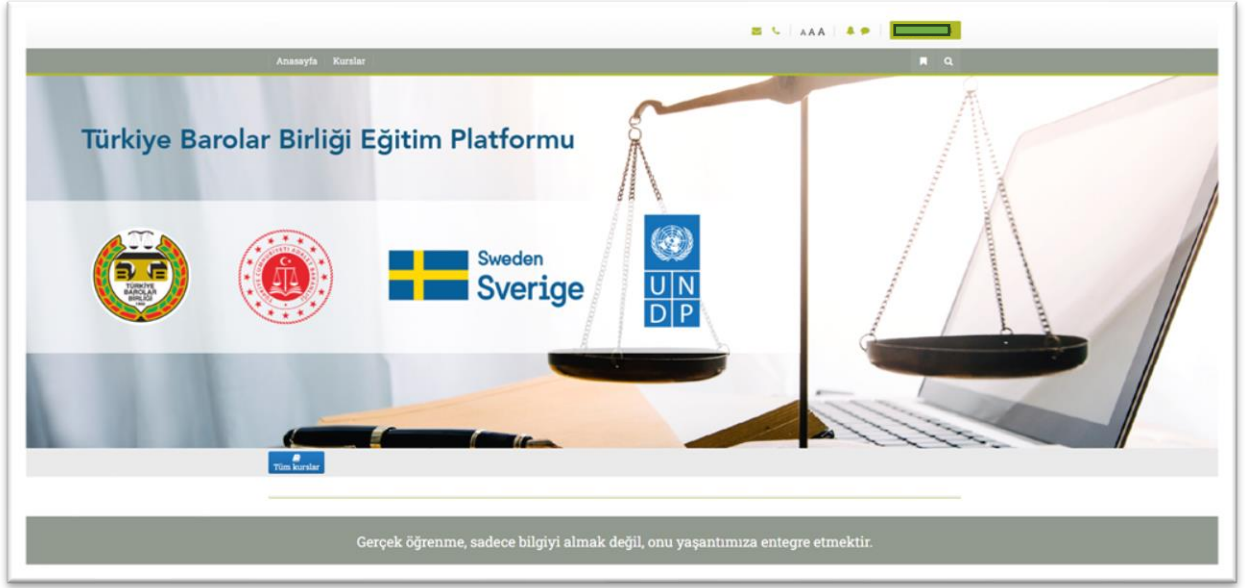 A A A
Anasayfa Kurslar
Türkiye Barolar Birliği Eğitim Platformu
TÜRKİYE
BAROLAR
BİRLİĞİ
Sweden
Sverige
U N
D P
Tüm kurslar
Gerçek öğrenme, sadece bilgiyi almak değil, onu yaşantımıza entegre etmektir.